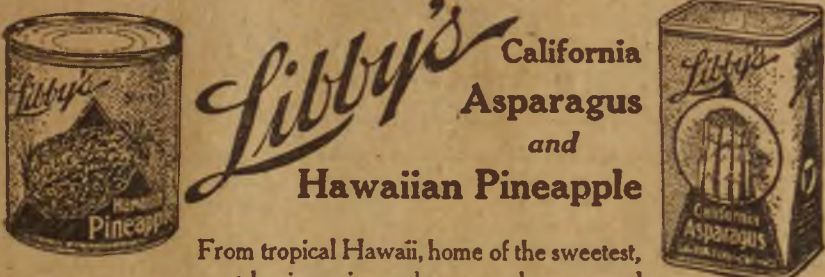 Libby's
California
Asparagus
and
Hawaiian Pineapple
Libby's
Hawaiian
Pineapple
Libby's
California
Asparagus
From tropical Hawaii, home of the sweetest,